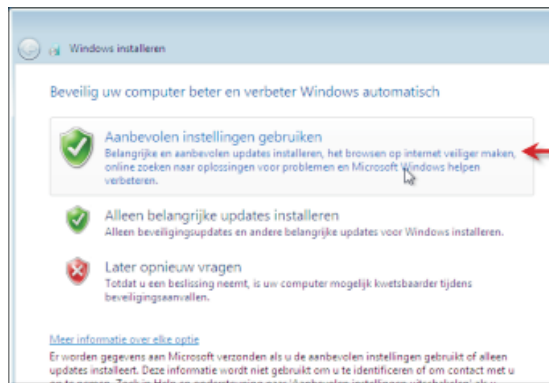 Windows installeren
Beveilig uw computer beter en verbeter Windows automatisch
Aanbevolen instellingen gebruiken
Belangrijke en aanbevolen updates installeren, het browsen op internet veiliger maken,
online zoeken naar oplossingen voor problemen en Microsoft Windows helpen
verbeteren.
Alleen belangrijke updates installeren
Alleen beveiligingsupdates en andere belangrijke updates voor Windows installeren.
Later opnieuw vragen
Totdat u een beslissing neemt, is uw computer mogelijk kwetsbaarder tijdens
beveiligingsaanvallen.
Meer informatie over elke optie
Er worden gegevens aan Microsoft verzonden als u de aanbevolen instellingen gebruikt of alleen
updates installeert. Deze informatie wordt niet gebruikt om u te identificeren of om contact met u